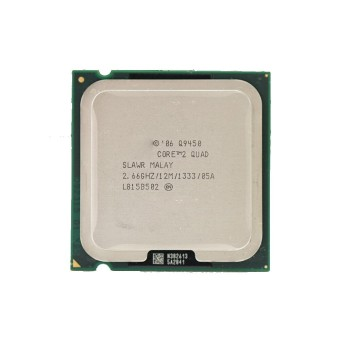 ©'06 Q9450
CORE™2 QUAD
SLAWR MALAY
2.66GHZ/12M/1333/05A
L815B502